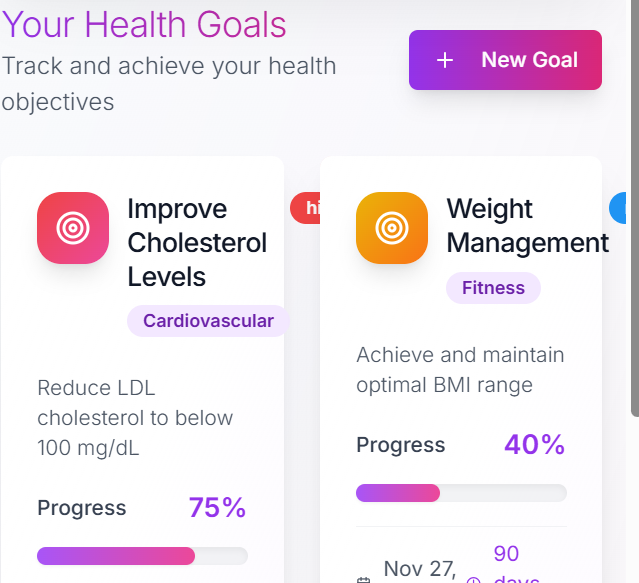 Your Health Goals
Track and achieve your health
objectives
New Goal
Improve
Cholesterol
Levels
hi
Cardiovascular
Reduce LDL
cholesterol to below
100 mg/dL
Progress
75%
Weight
Management
Fitness
Achieve and maintain
optimal BMI range
Progress
40%
Nov 27,
90
days